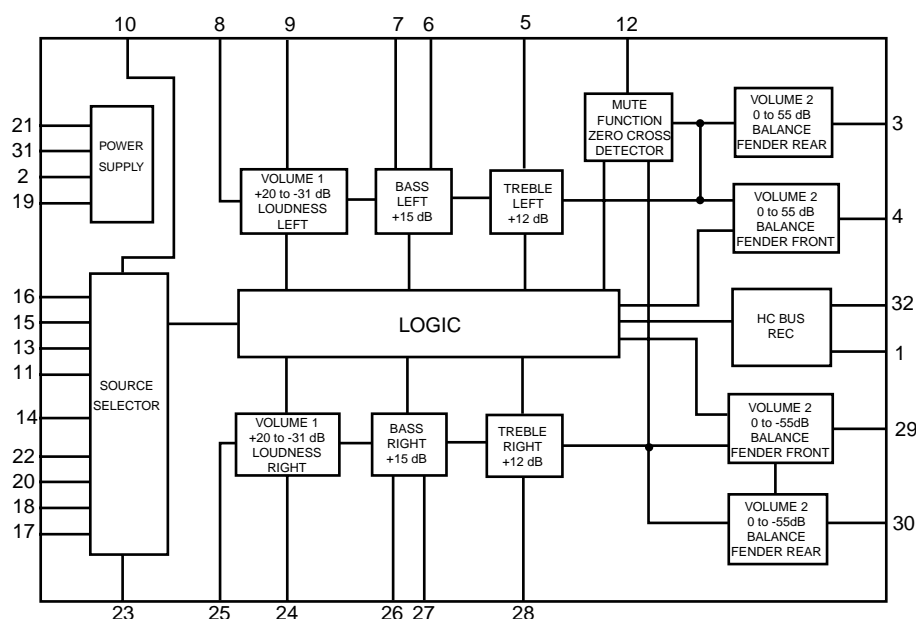 10
8
9
7
6
5
12
21
31
2
19
POWER
SUPPLY
MUTE
FUNCTION
ZERO CROSS
DETECTOR
VOLUME 2
0 to 55 dB
BALANCE
FENDER REAR
3
VOLUME 1
+20 to -31 dB
LOUDNESS
LEFT
BASS
LEFT
+15 dB
TREBLE
LEFT
+12 dB
VOLUME 2
0 to 55 dB
BALANCE
FENDER FRONT
4
16
15
13
11
14
22
20
18
17
SOURCE
SELECTOR
LOGIC
HC BUS
REC
32
1
VOLUME 1
+20 to -31 dB
LOUDNESS
RIGHT
BASS
RIGHT
+15 dB
TREBLE
RIGHT
+12 dB
VOLUME 2
0 to -55dB
BALANCE
FENDER FRONT
29
VOLUME 2
0 to -55dB
BALANCE
FENDER REAR
30
23
25
24
26
27
28